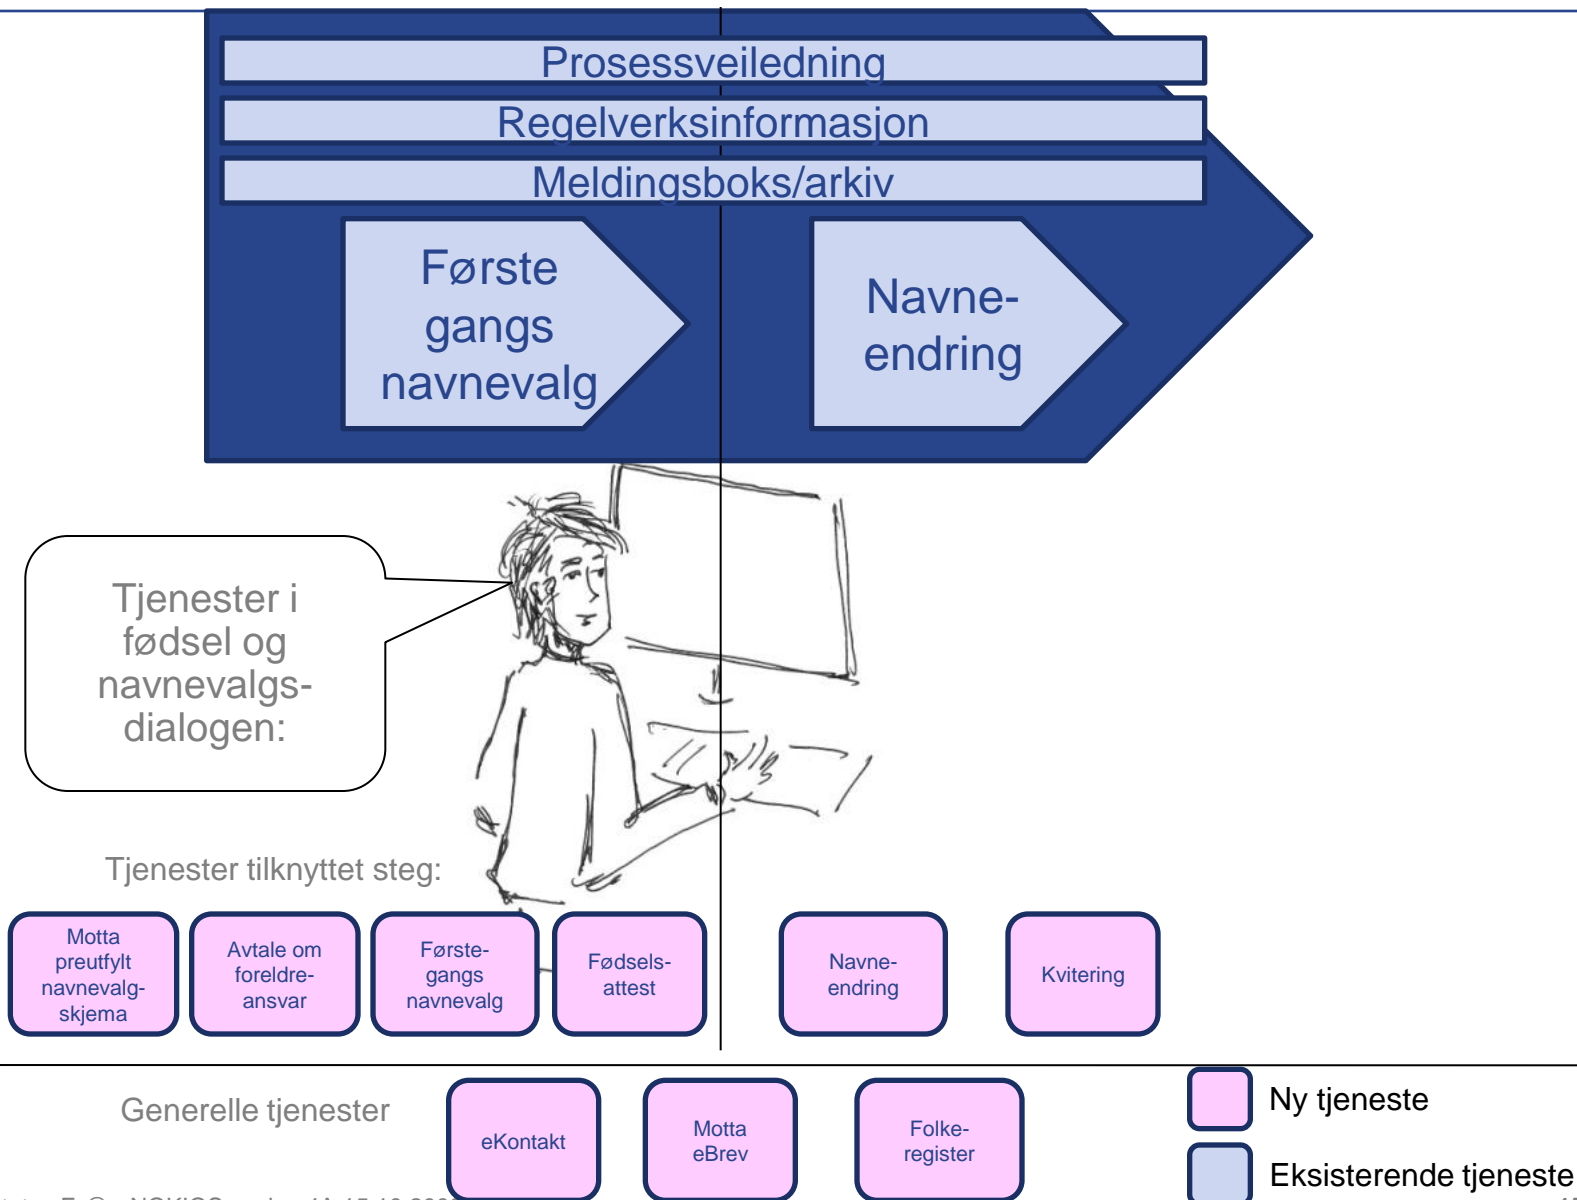 Prosessveiledning
Regelverksinformasjon
Meldingsboks/arkiv
Første
gangs
navnevalg
Navne-
endring
Tjenester i
fødsel og
navnevalgs-
dialogen:
Tjenester tilknyttet steg:
Motta
preutfylt
navnevalg-
skjema
Avtale om
foreldre-
ansvar
Første-
gangs
navnevalg
Fødsels-
attest
Navne-
endring
Kvitering
Generelle tjenester
eKontakt
Motta
eBrev
Folke-
register
Ny tjeneste
Eksisterende tjeneste